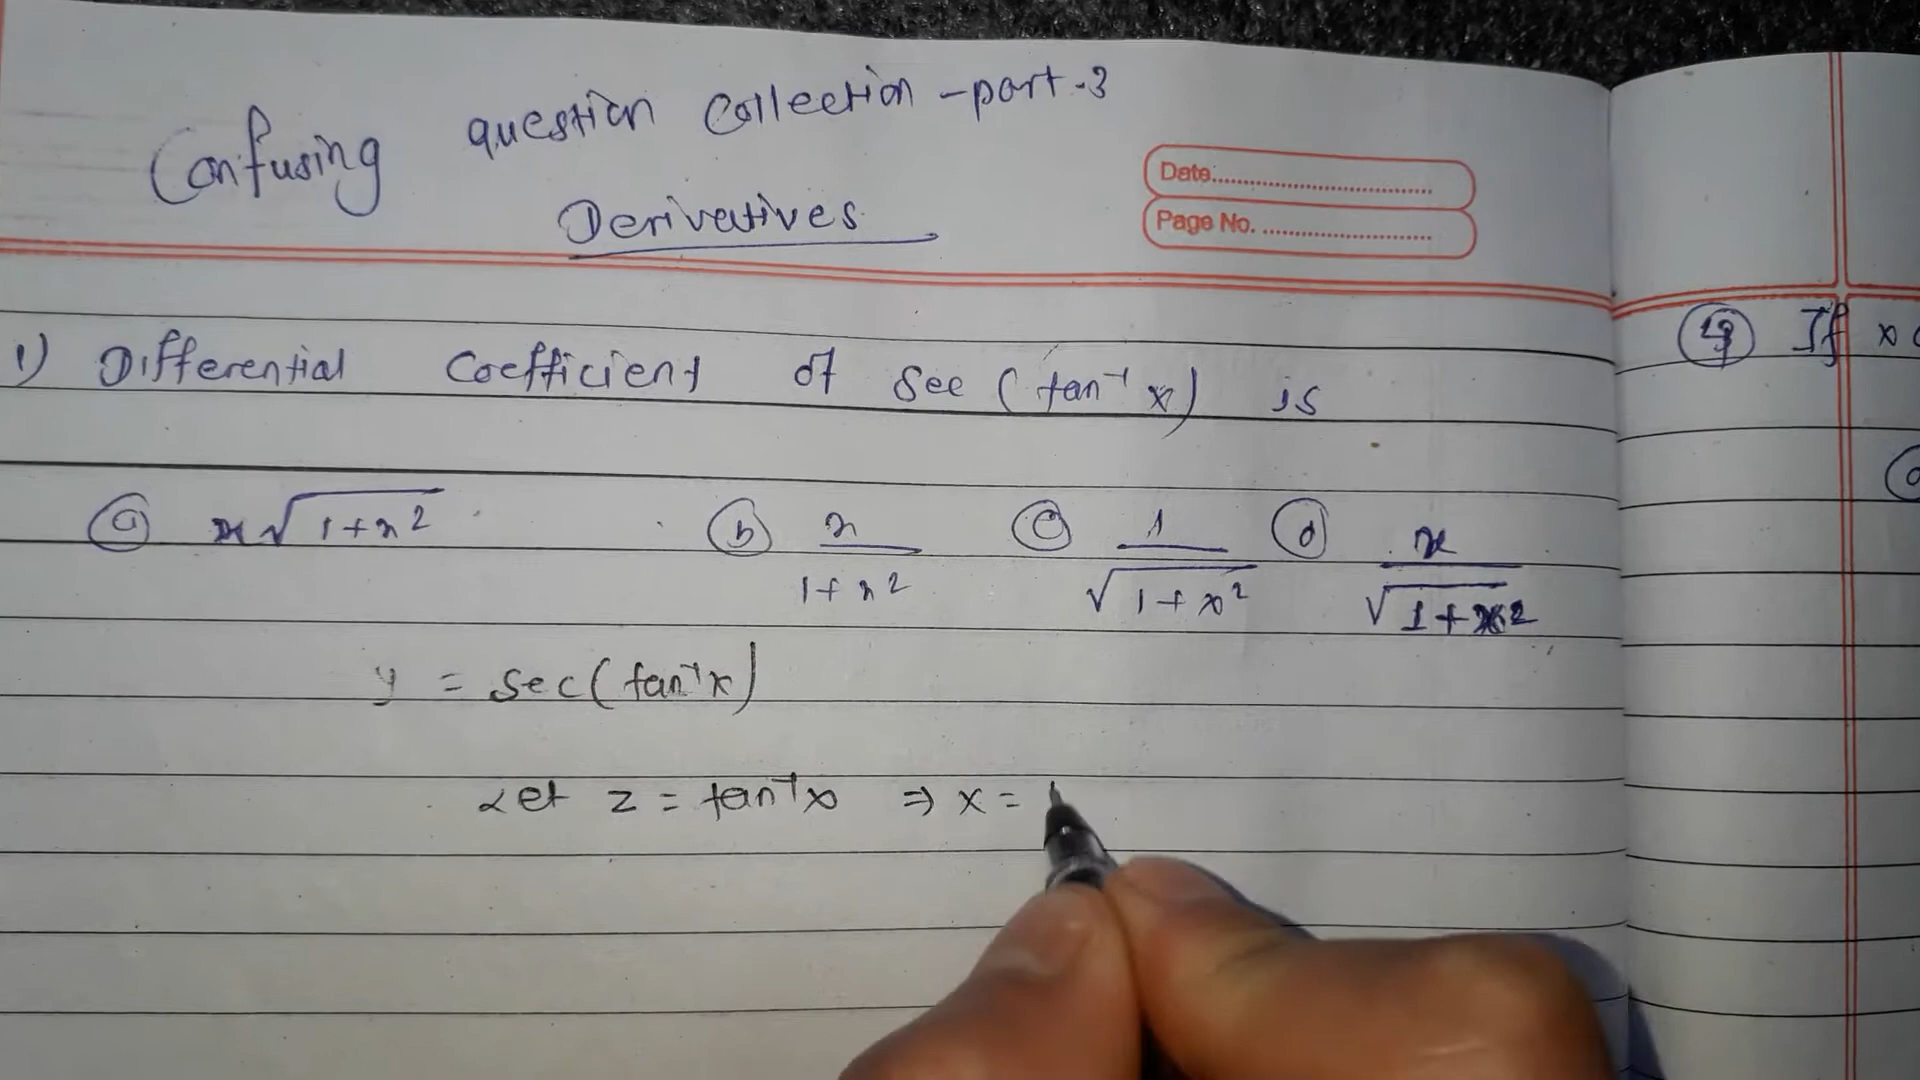 Confusing question Collection - part-3
Derivatives
Date:
Page No.
1) Differential Coefficient of Sec (tan⁻¹ x) is
(a) x√1+x² (b) x/1+x² (c) 1/√1+x² (d) x/√1+x²
y = sec(tan⁻¹x)
Let z = tan⁻¹x ⇒ x =
If x